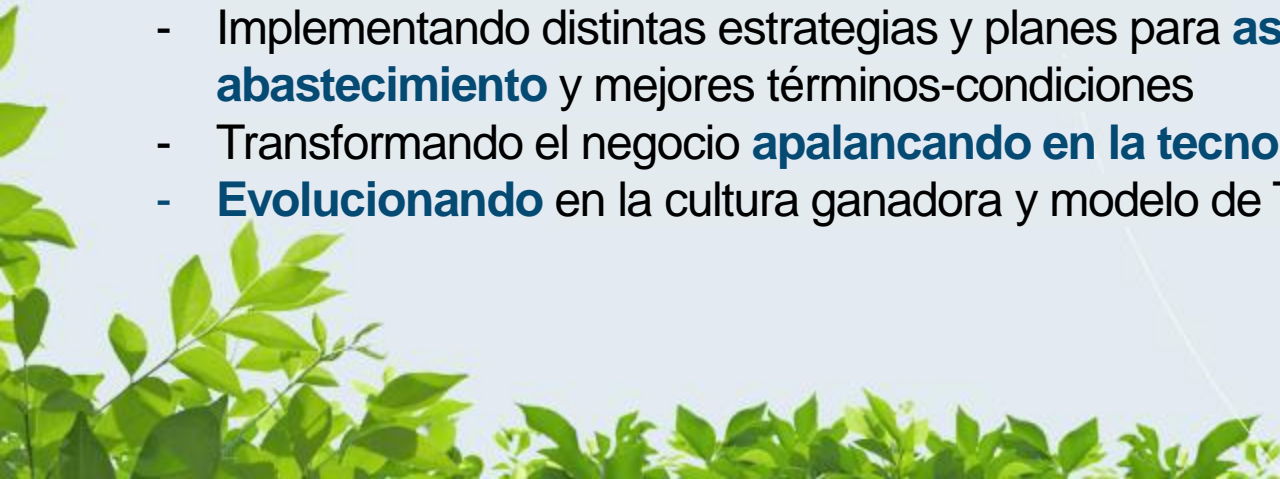 - Implementando distintas estrategias y planes para as
abastecimiento y mejores términos-condiciones
- Transformando el negocio apalancando en la tecno
- Evolucionando en la cultura ganadora y modelo de T